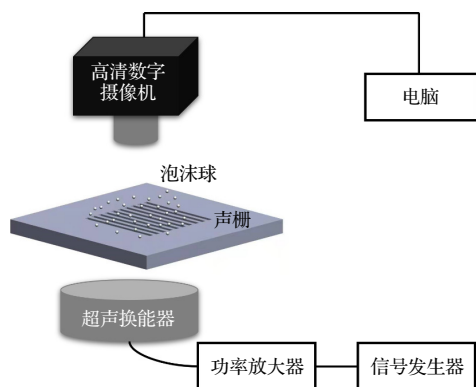 高清数字
摄像机
电脑
泡沫球
声栅
超声换能器
功率放大器
信号发生器